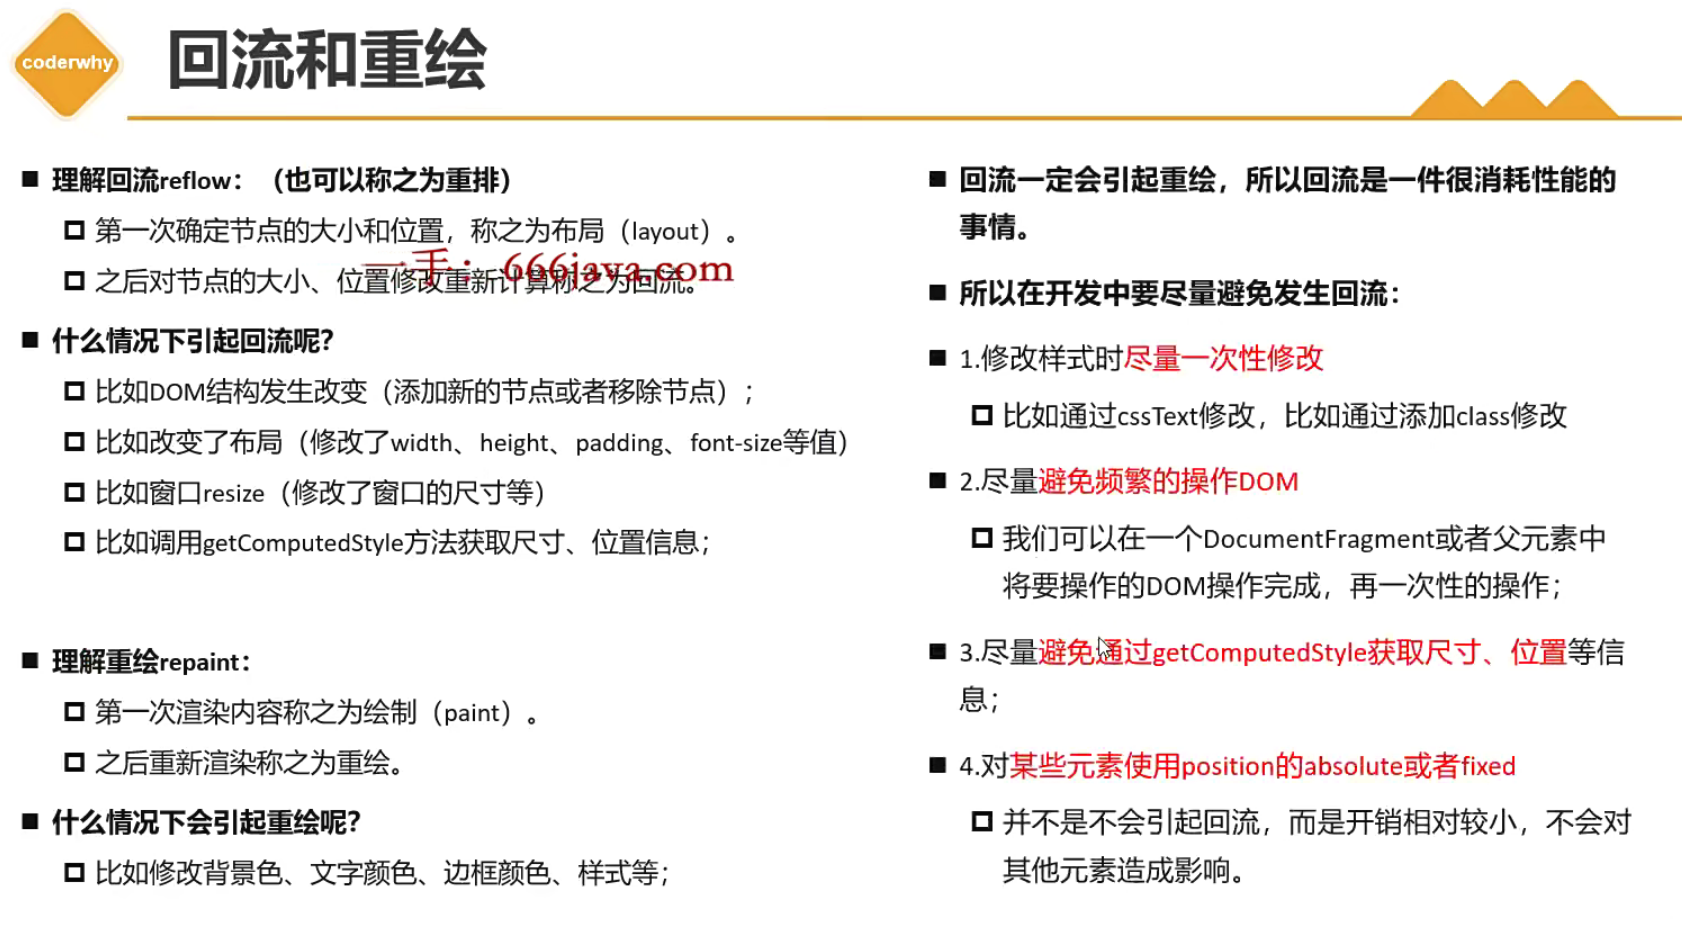 coderwhy
回流和重绘
理解回流reflow：（也可以称之为重排）
第一次确定节点的大小和位置，称之为布局（layout）。
一手：666java.com
之后对节点的大小、位置修改重新计算称之为回流。
什么情况下引起回流呢？
比如DOM结构发生改变（添加新的节点或者移除节点）；
比如改变了布局（修改了width、height、padding、font-size等值）
比如窗口resize（修改了窗口的尺寸等）
比如调用getComputedStyle方法获取尺寸、位置信息；
理解重绘repaint：
第一次渲染内容称之为绘制（paint）。
之后重新渲染称之为重绘。
什么情况下会引起重绘呢？
比如修改背景色、文字颜色、边框颜色、样式等；
回流一定会引起重绘，所以回流是一件很消耗性能的
事情。
所以在开发中要尽量避免发生回流：
1.修改样式时尽量一次性修改
比如通过cssText修改，比如通过添加class修改
2.尽量避免频繁的操作DOM
我们可以在一个DocumentFragment或者父元素中
将要操作的DOM操作完成，再一次性的操作；
3.尽量避免通过getComputedStyle获取尺寸、位置等信
息；
4.对某些元素使用position的absolute或者fixed
并不是不会引起回流，而是开销相对较小，不会对
其他元素造成影响。